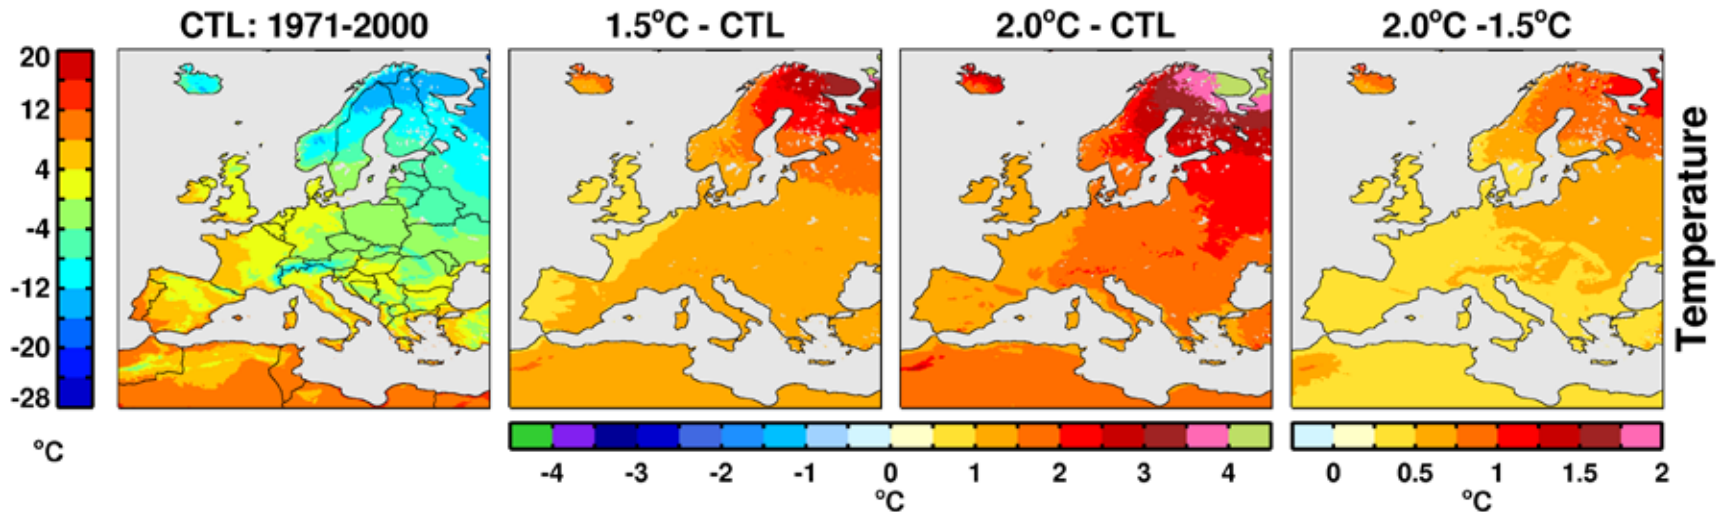 CTL: 1971-2000
1.5°C - CTL
2.0°C - CTL
2.0°C -1.5°C
20
12
4
-4
-12
-20
-28
°C
-4 -3 -2 -1 0 1 2 3 4
°C
0 0.5 1 1.5 2
°C
Temperature